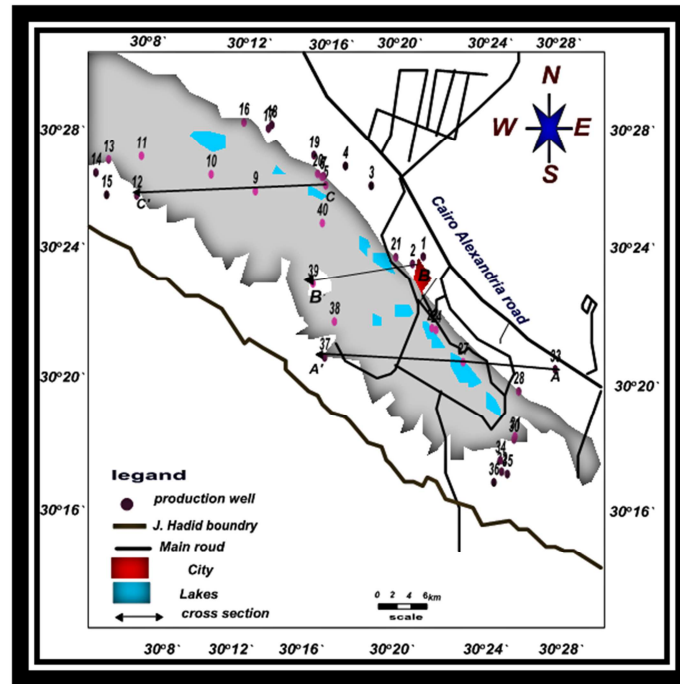 30°8` 30°12` 30°16` 30°20` 30°24` 30°28`
N
W E
S
30°28` 30°28`
16 18
19
4
3
13 11
14 10 9
15 12
C' C
40
Cairo Alexandria road
30°24` 30°24`
21 2 1
B
39
B`
38
37 27 33
A' A
30°20` 30°20`
28
30
34
36 35
30°16` 30°16`
legand
production well
J. Hadid boundry
Main roud
City
Lakes
cross section
0 2 4 6km
scale
30°8` 30°12` 30°16` 30°20` 30°24` 30°28`